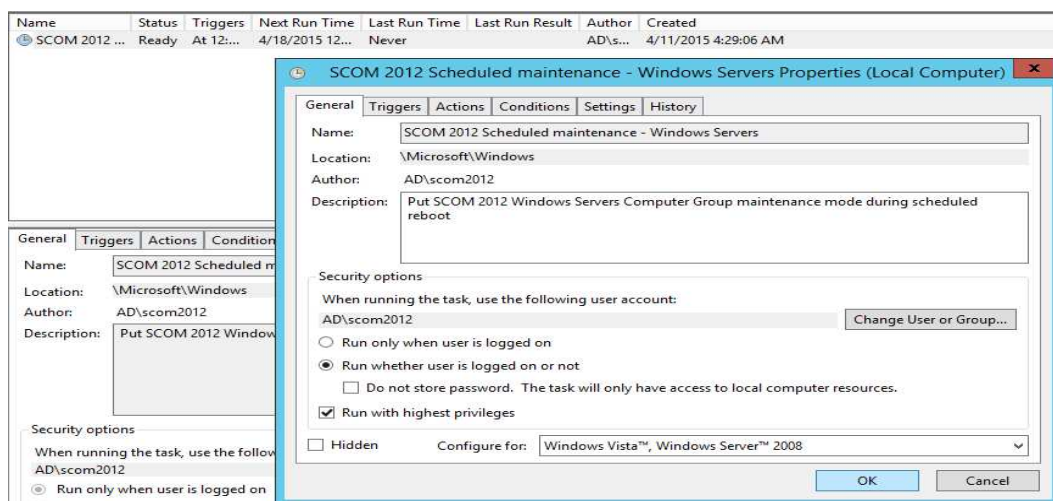 Name Status Triggers Next Run Time Last Run Time Last Run Result Author Created
SCOM 2012 ... Ready At 12:... 4/18/2015 12... Never AD\s... 4/11/2015 4:29:06 AM
SCOM 2012 Scheduled maintenance - Windows Servers Properties (Local Computer) x
General Triggers Actions Conditions Settings History
Name: SCOM 2012 Scheduled maintenance - Windows Servers
Location: \Microsoft\Windows
Author: AD\scom2012
Description: Put SCOM 2012 Windows Servers Computer Group maintenance mode during scheduled
reboot
Security options
When running the task, use the following user account:
AD\scom2012 Change User or Group...
Run only when user is logged on
Run whether user is logged on or not
Do not store password. The task will only have access to local computer resources.
Run with highest privileges
Hidden Configure for: Windows Vista™, Windows Server™ 2008
OK Cancel
General Triggers Actions Condition
Name: SCOM 2012 Scheduled m
Location: \Microsoft\Windows
Author: AD\scom2012
Description: Put SCOM 2012 Window
Security options
When running the task, use the follow
AD\scom2012
Run only when user is logged on